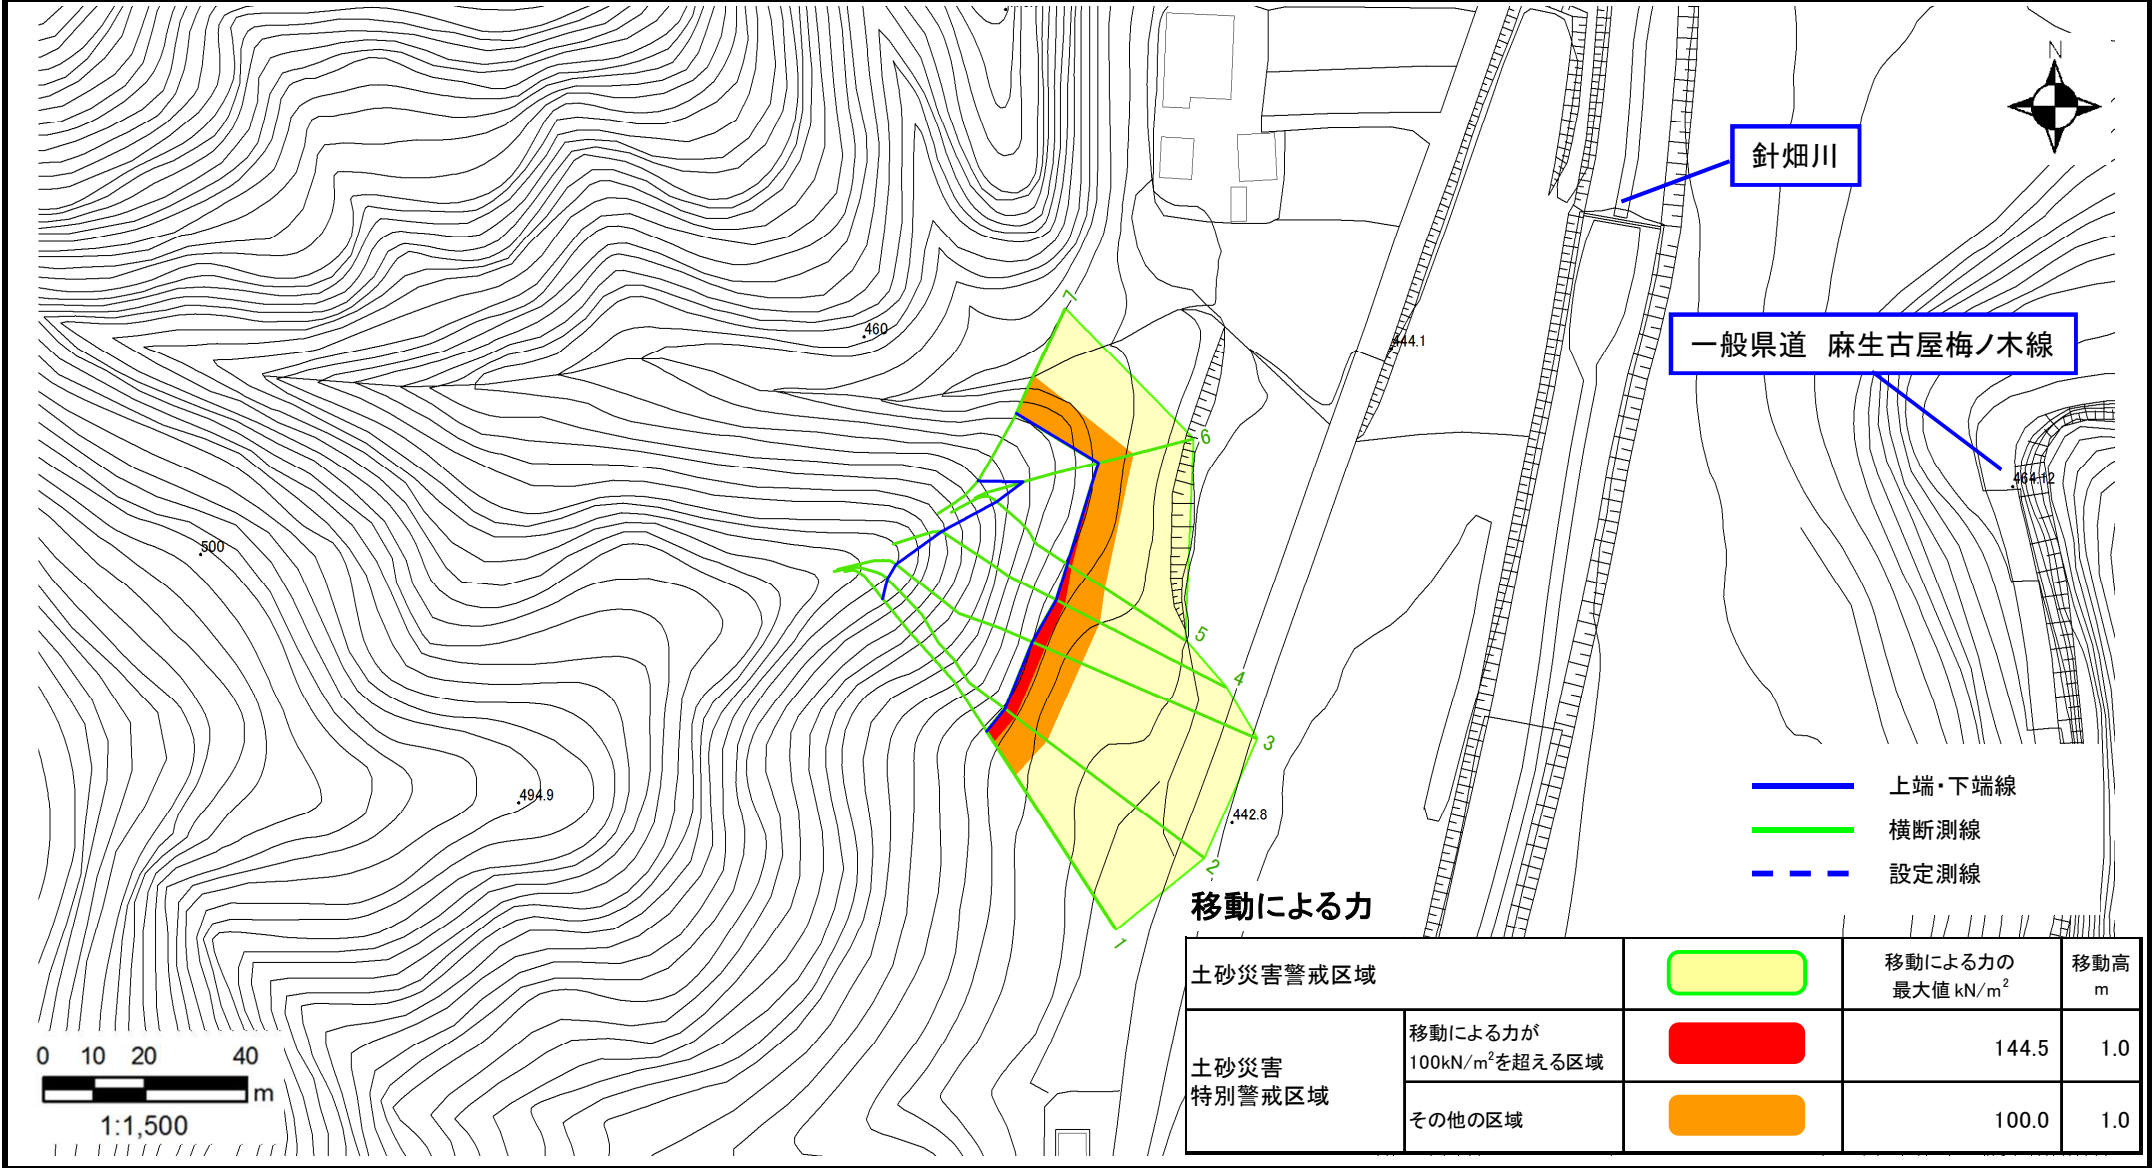 N
針畑川
一般県道　麻生古屋梅ノ木線
460
444.1
464.12
500
494.9
442.8
7
6
5
4
3
2
1
上端・下端線
横断測線
設定測線
移動による力
土砂災害警戒区域
移動による力の
最大値 kN/m²
移動高
m
土砂災害
特別警戒区域
移動による力が
100kN/m²を超える区域
144.5 1.0
その他の区域
100.0 1.0
0 10 20 40
m
1:1,500